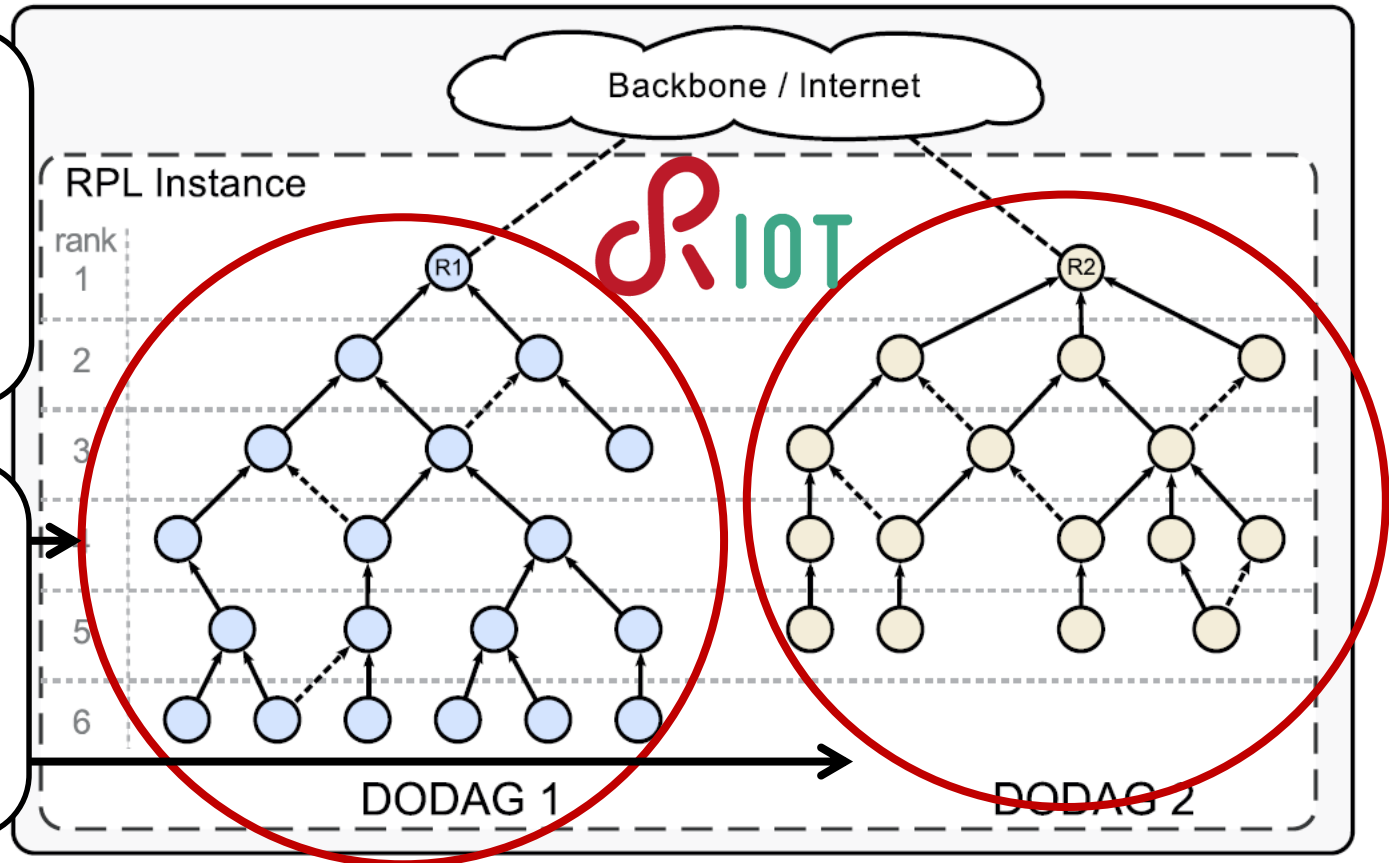 Backbone / Internet
RPL Instance
RIOT
rank
1
R1
R2
2
3
4
5
6
DODAG 1
DODAG 2